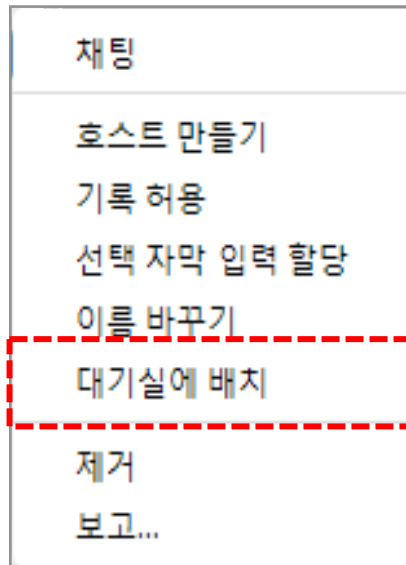 채팅
호스트 만들기
기록 허용
선택 자막 입력 할당
이름 바꾸기
대기실에 배치
제거
보고...